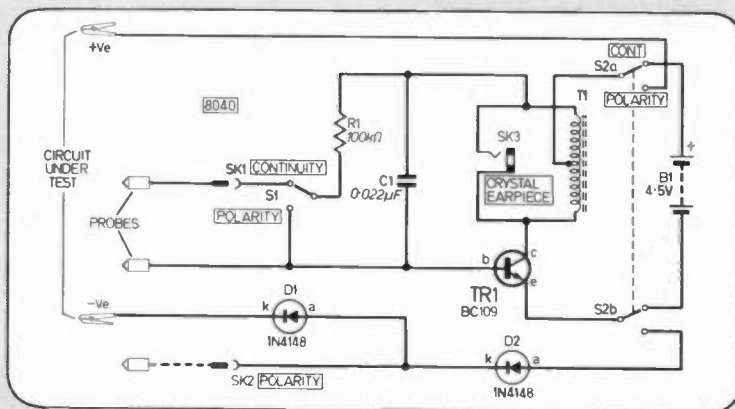 +Ve
CONT
S2a
T1
POLARITY
8040
R1
100kΩ
SK3
CIRCUIT
UNDER
TEST
SK1
CONTINUITY
S1
C1
0·022µF
CRYSTAL
EARPIECE
+
B1
4·5V
POLARITY
PROBES
b
c
e
TR1
BC109
S2b
-Ve
D1
k
a
1N4148
D2
k
a
1N4148
SK2
POLARITY